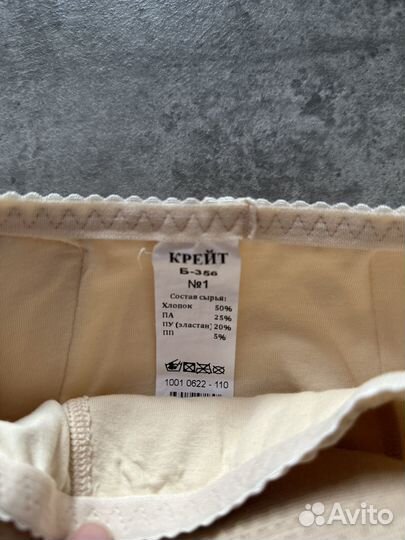 КРЕЙТ
Б-356
№1
Состав сырья:
Хлопок 50%
ПА 25%
ПУ (эластан) 20%
ПП 5%
1001 0622 - 110
Avito